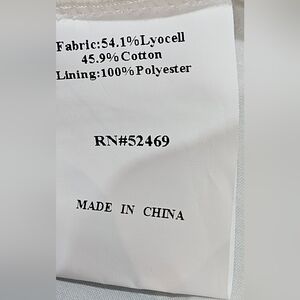 Fabric:54.1%Lyocell
45.9%Cotton
Lining:100%Polyester
RN#52469
MADE IN CHINA